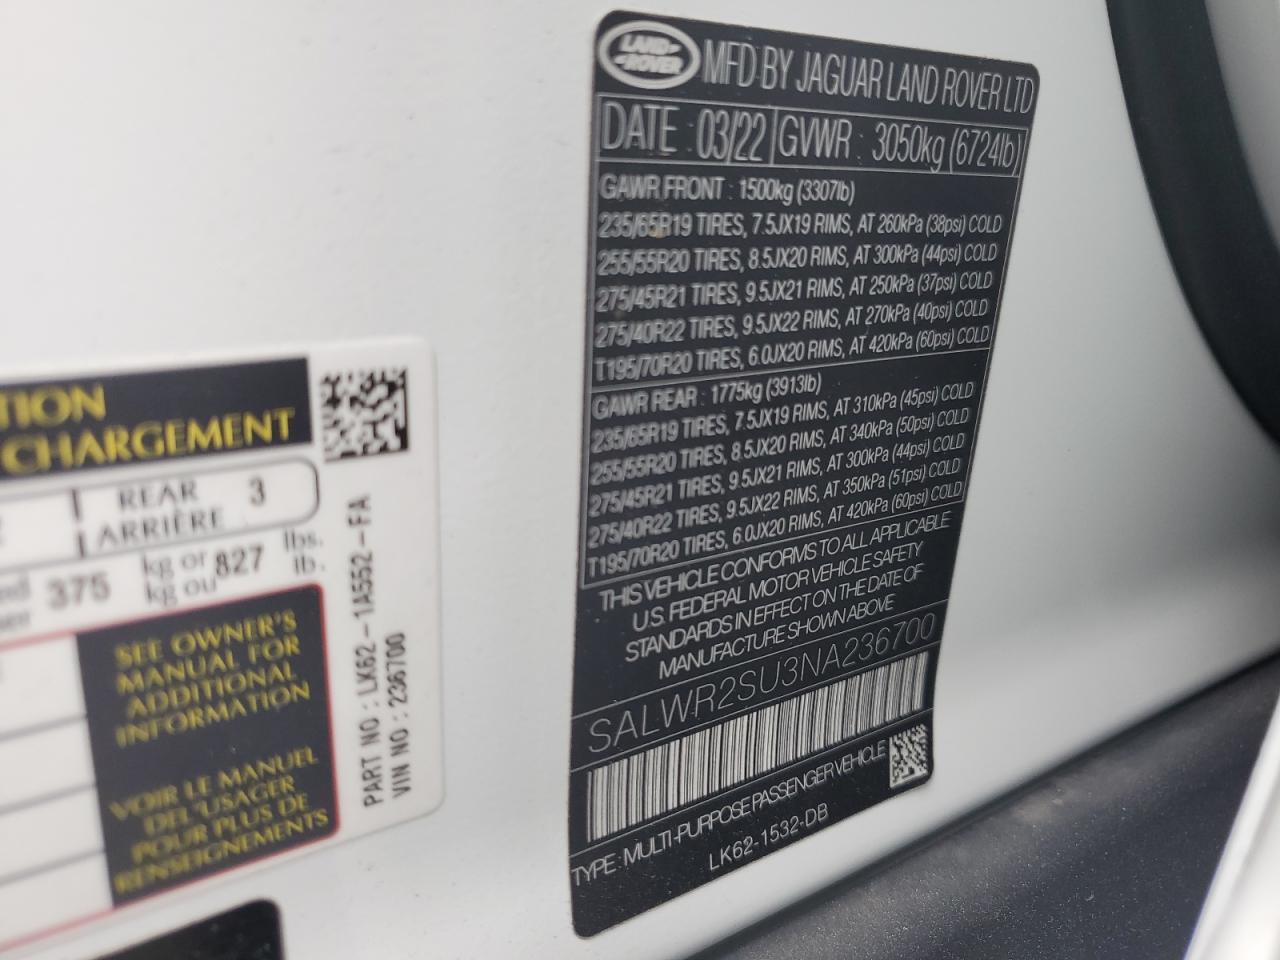 TION
CHARGEMENT
REAR 3
ARRIÈRE
375 kg or 827 lbs.
kg ou lb.
SEE OWNER'S
MANUAL FOR
ADDITIONAL
INFORMATION
VOIR LE MANUEL
DE L'USAGER
POUR PLUS DE
RENSEIGNEMENTS
PART NO : LK62-1A552-FA
VIN NO : 236700
LAND-
-ROVER
MFD BY JAGUAR LAND ROVER LTD
DATE : 03/22 GVWR : 3050kg (6724lb)
GAWR FRONT : 1500kg (3307lb)
235/65R19 TIRES, 7.5JX19 RIMS, AT 260kPa (38psi) COLD
255/55R20 TIRES, 8.5JX20 RIMS, AT 300kPa (44psi) COLD
275/45R21 TIRES, 9.5JX21 RIMS, AT 250kPa (37psi) COLD
275/40R22 TIRES, 9.5JX22 RIMS, AT 270kPa (40psi) COLD
T195/70R20 TIRES, 6.0JX20 RIMS, AT 420kPa (60psi) COLD
GAWR REAR : 1775kg (3913lb)
235/65R19 TIRES, 7.5JX19 RIMS, AT 310kPa (45psi) COLD
255/55R20 TIRES, 8.5JX20 RIMS, AT 340kPa (50psi) COLD
275/45R21 TIRES, 9.5JX21 RIMS, AT 300kPa (44psi) COLD
275/40R22 TIRES, 9.5JX22 RIMS, AT 350kPa (51psi) COLD
T195/70R20 TIRES, 6.0JX20 RIMS, AT 420kPa (60psi) COLD
THIS VEHICLE CONFORMS TO ALL APPLICABLE
U.S. FEDERAL MOTOR VEHICLE SAFETY
STANDARDS IN EFFECT ON THE DATE OF
MANUFACTURE SHOWN ABOVE
SALWR2SU3NA236700
TYPE : MULTI-PURPOSE PASSENGER VEHICLE
LK62-1532-DB